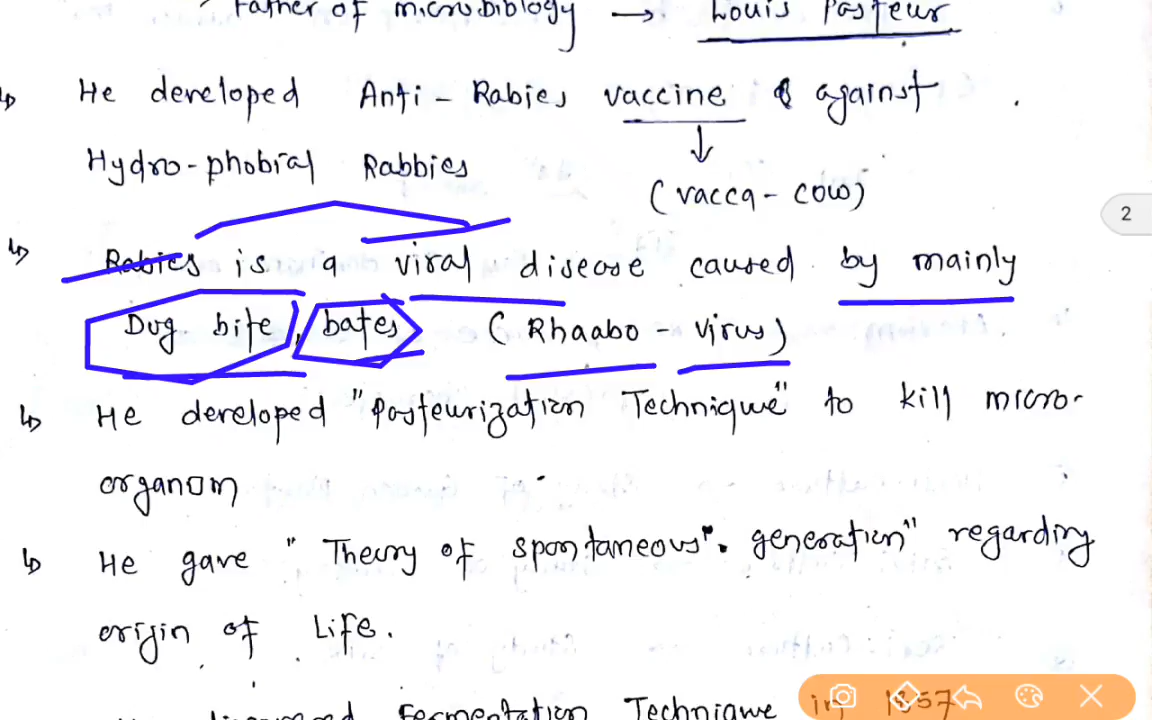 Father of microbiology → Louis Pasteur
↳ He developed Anti - Rabies vaccine & against .
Hydro-phobial Rabbies
(vacca - cow)
↳ Rabies is a viral disease caused by mainly
Dog bite, bates (Rhaabo - virus)
↳ He developed "Pasteurization Technique" to kill micro-
organism
↳ He gave "Theory of spontaneous". generation" regarding
origin of Life.
Fermentation Technique in 1857
2